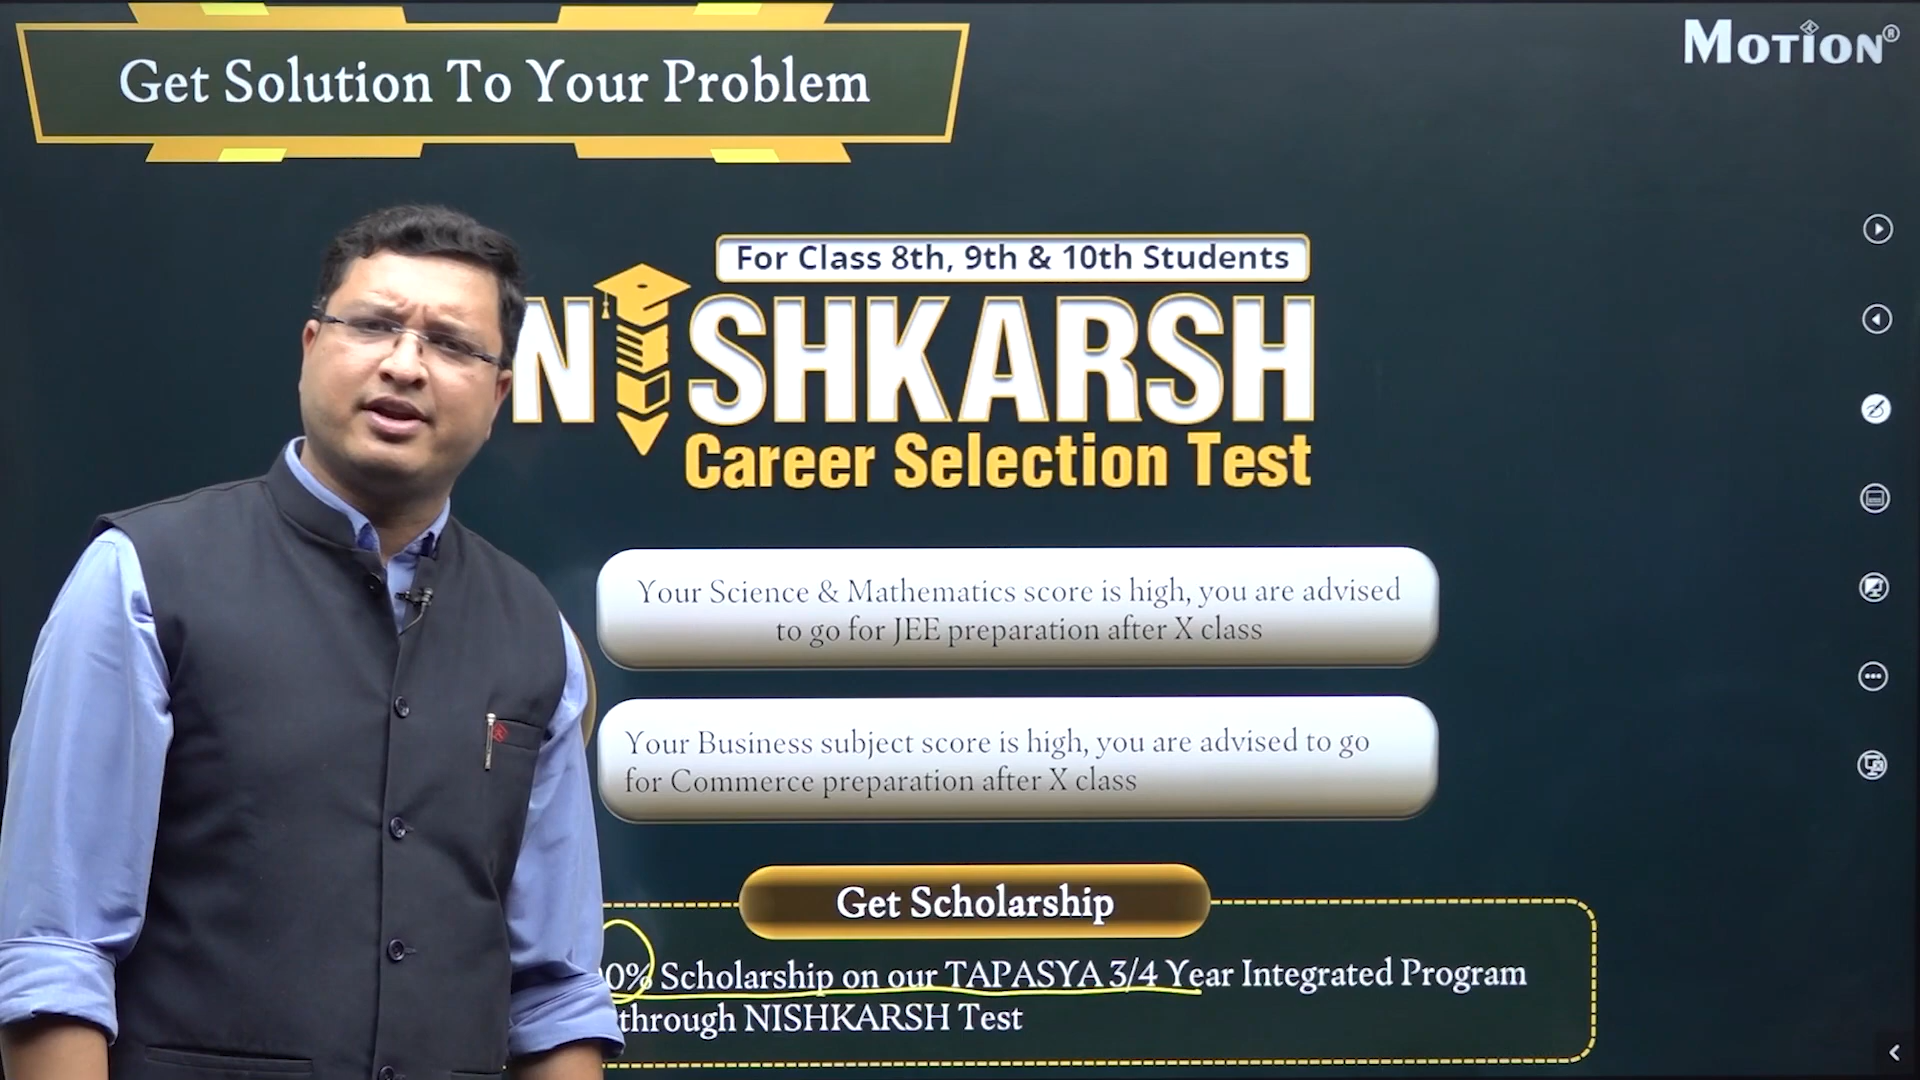 Get Solution To Your Problem
MOTION®
For Class 8th, 9th & 10th Students
NISHKARSH
Career Selection Test
Your Science & Mathematics score is high, you are advised
to go for JEE preparation after X class
Your Business subject score is high, you are advised to go
for Commerce preparation after X class
Get Scholarship
0% Scholarship on our TAPASYA 3/4 Year Integrated Program
through NISHKARSH Test